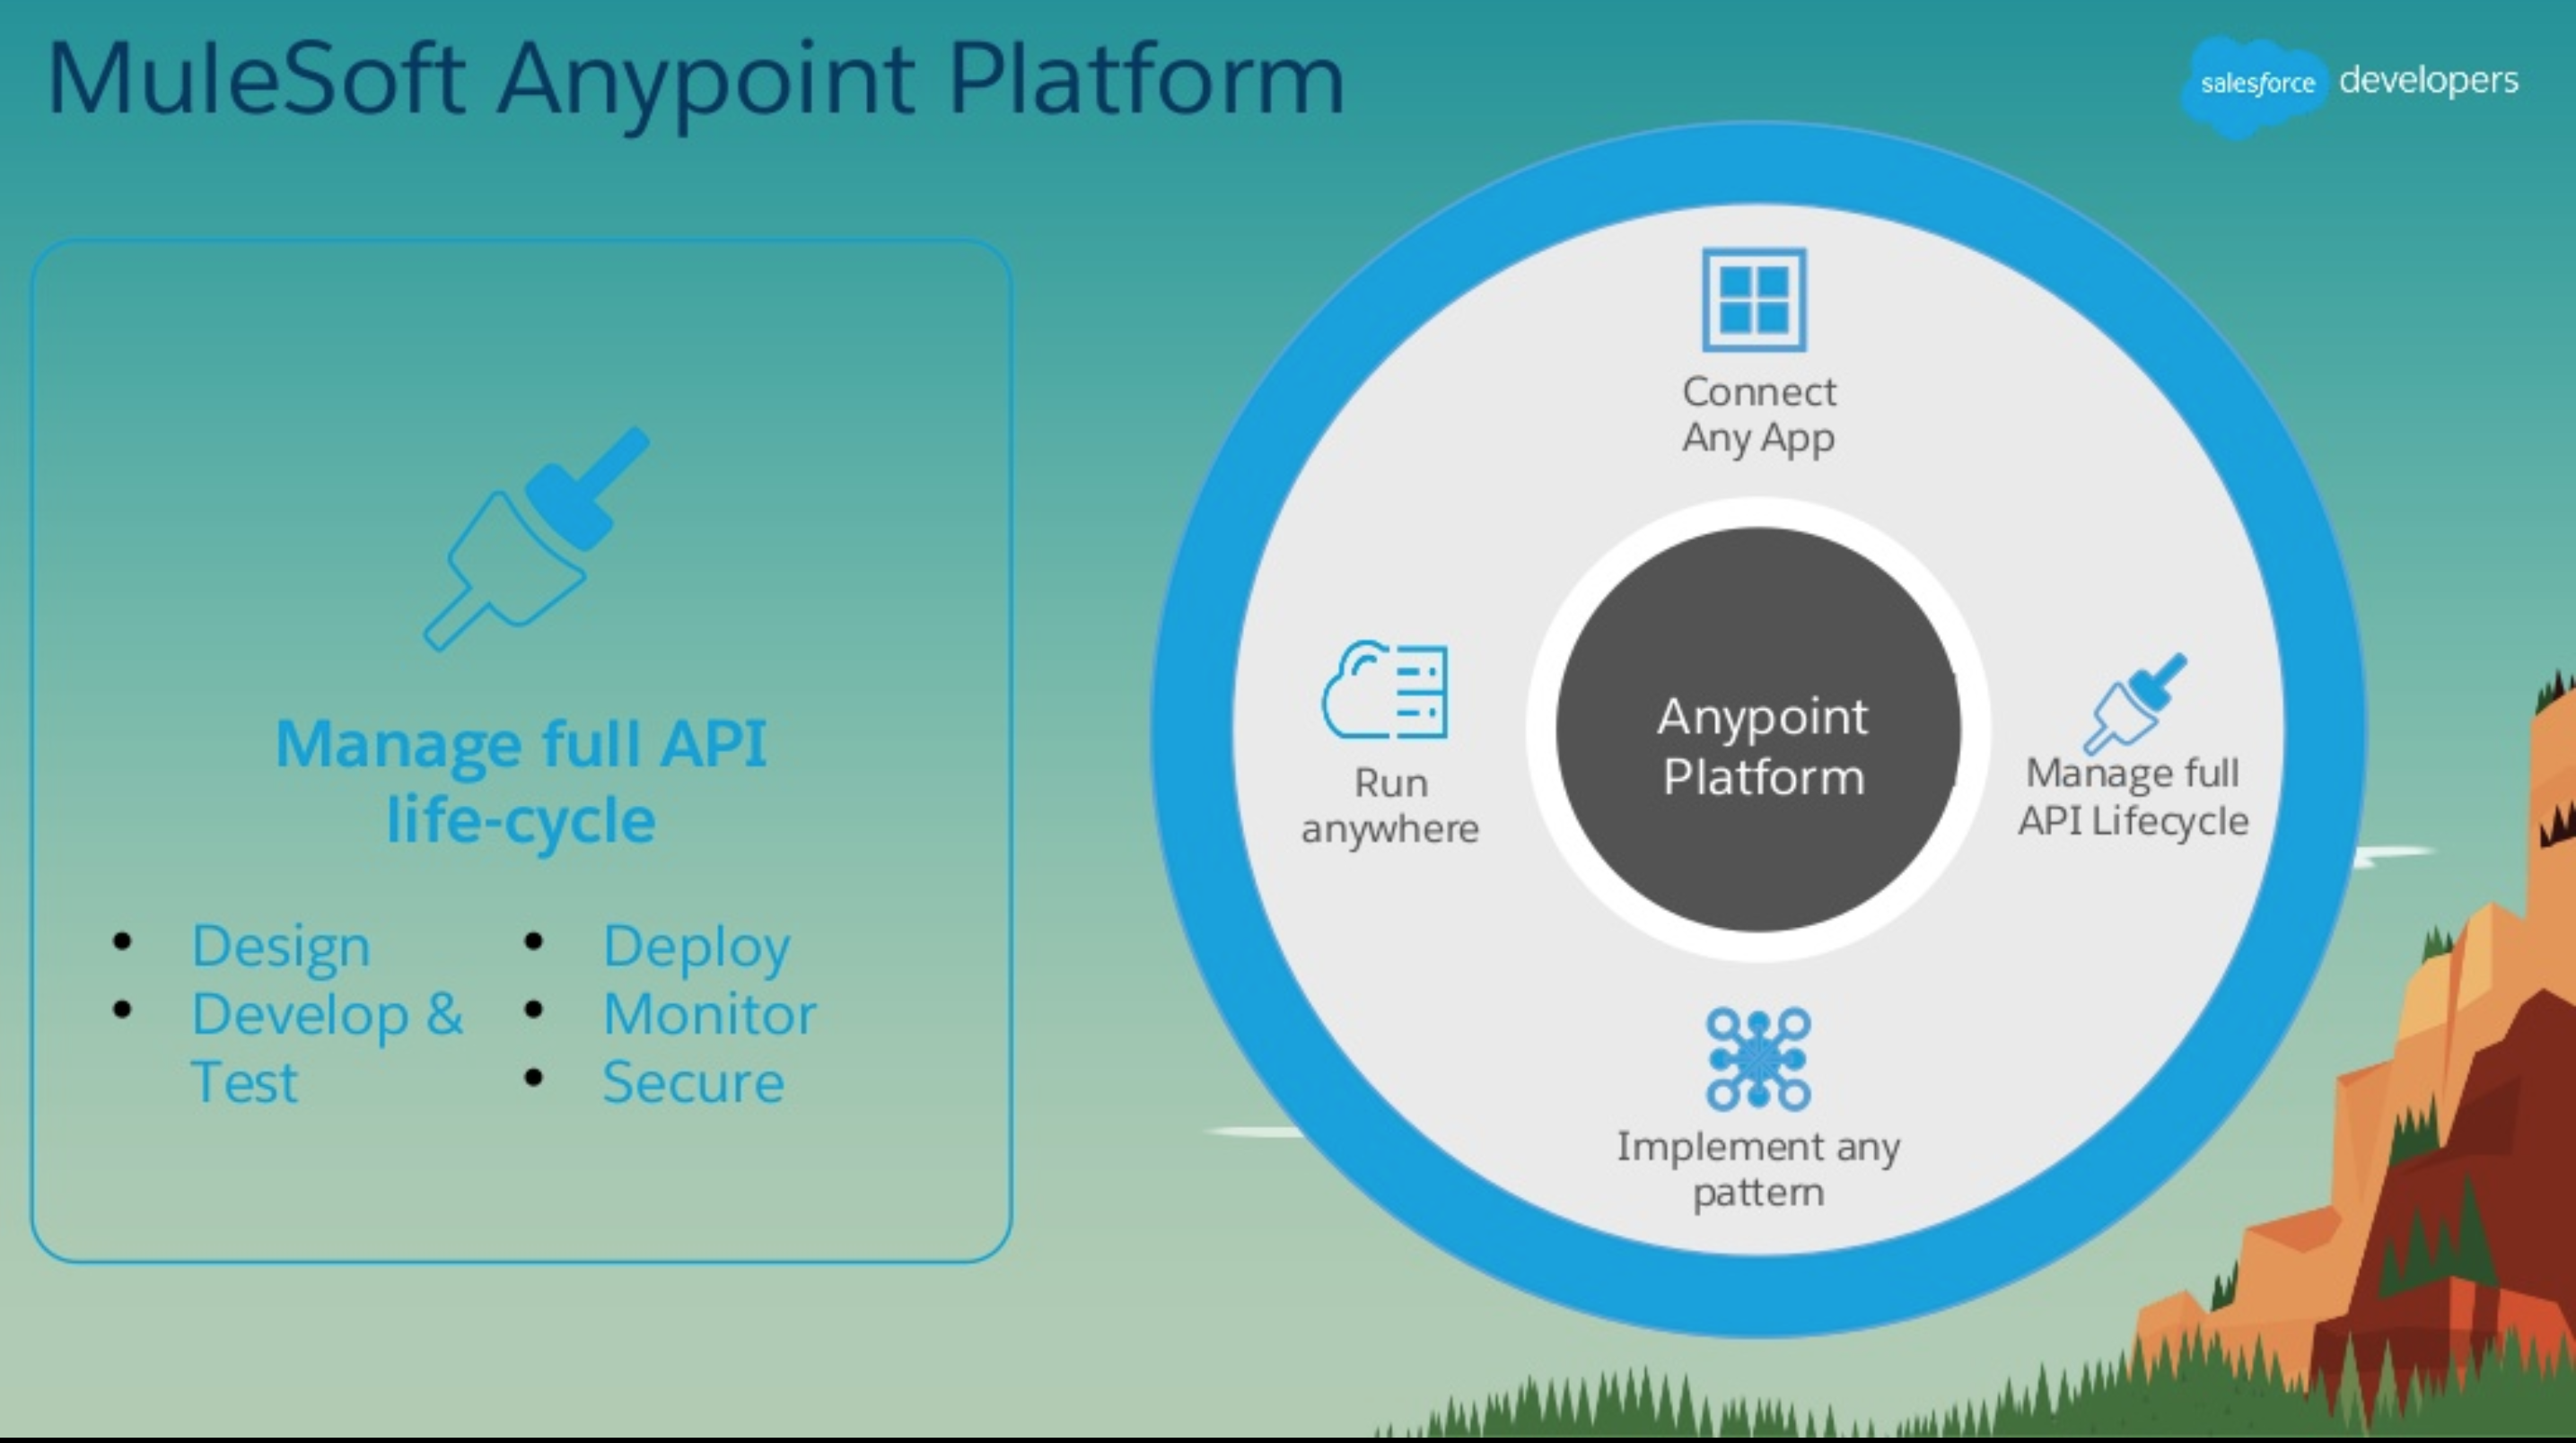 MuleSoft Anypoint Platform
salesforce developers
Manage full API
life-cycle
Design
Develop &
Test
Deploy
Monitor
Secure
Connect
Any App
Run
anywhere
Anypoint
Platform
Manage full
API Lifecycle
Implement any
pattern